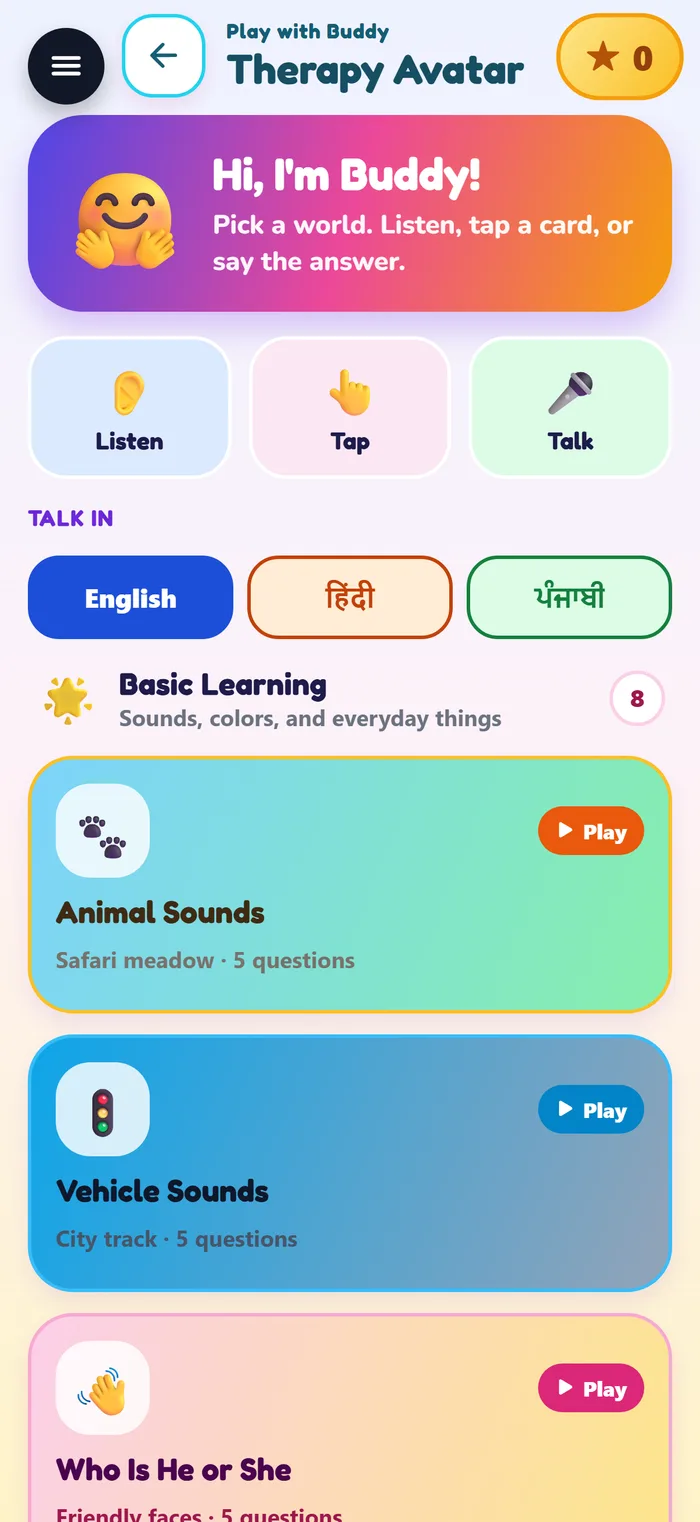 Play with Buddy
Therapy Avatar
0
Hi, I'm Buddy!
Pick a world. Listen, tap a card, or
say the answer.
Listen
Tap
Talk
TALK IN
English
हिंदी
ਪੰਜਾਬੀ
Basic Learning
Sounds, colors, and everyday things
8
Play
Animal Sounds
Safari meadow · 5 questions
Play
Vehicle Sounds
City track · 5 questions
Play
Who Is He or She
Friendly faces · 5 questions